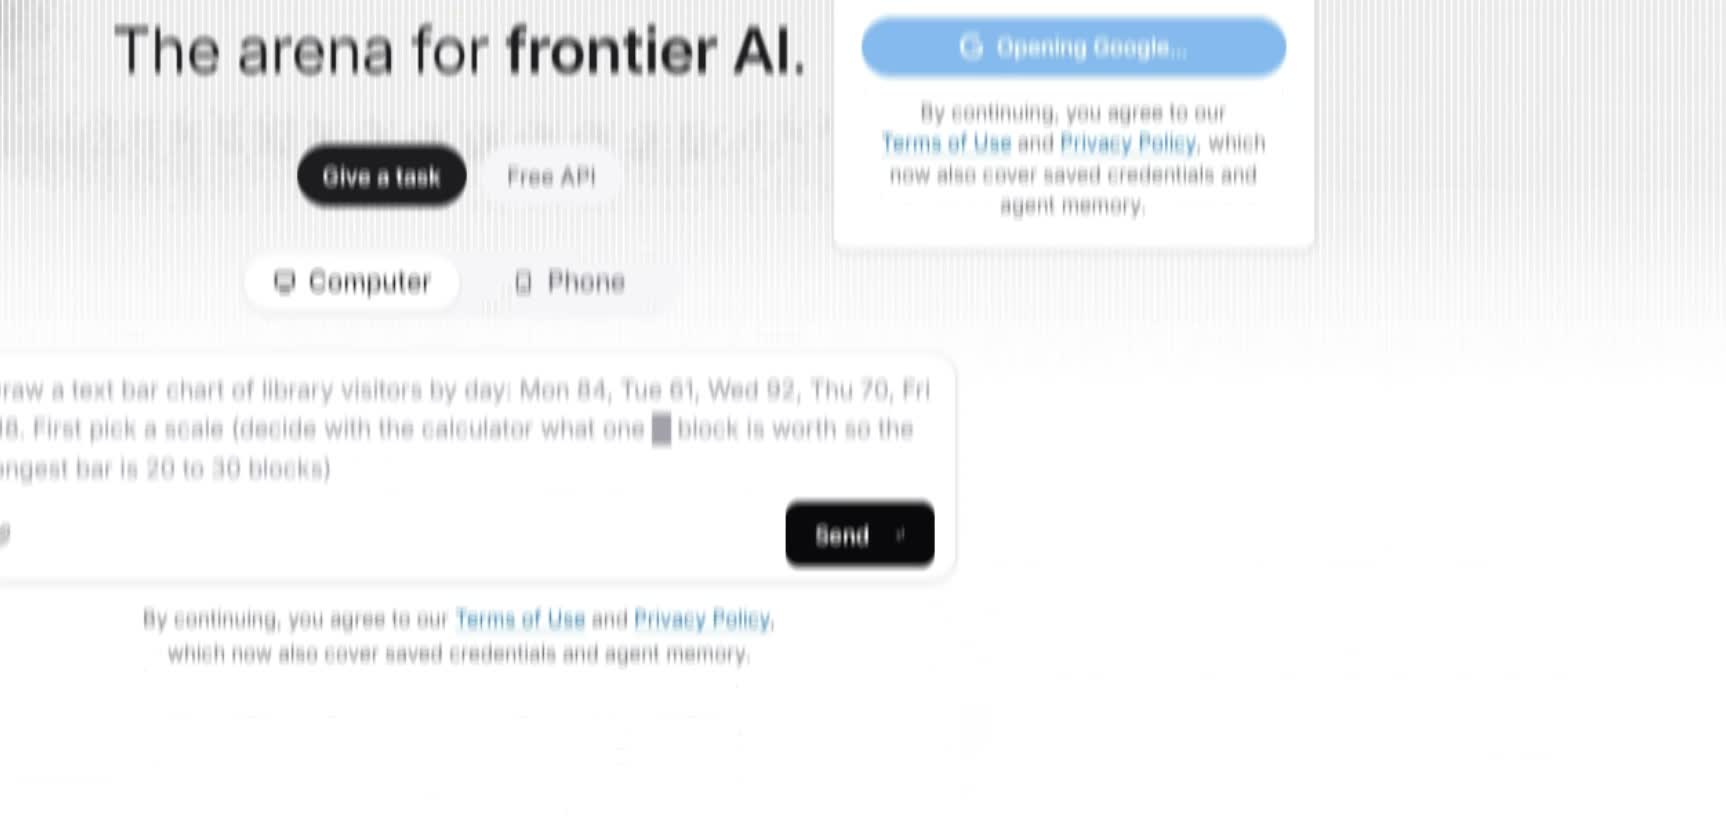 The arena for frontier AI.
Opening Google...
By continuing, you agree to our
Terms of Use and Privacy Policy, which
now also cover saved credentials and
agent memory.
Give a task
Free API
Computer
Phone
raw a text bar chart of library visitors by day: Mon 84, Tue 61, Wed 92, Thu 70, Fri
18. First pick a scale (decide with the calculator what one █ block is worth so the
ongest bar is 20 to 30 blocks)
Send
By continuing, you agree to our Terms of Use and Privacy Policy,
which now also cover saved credentials and agent memory.